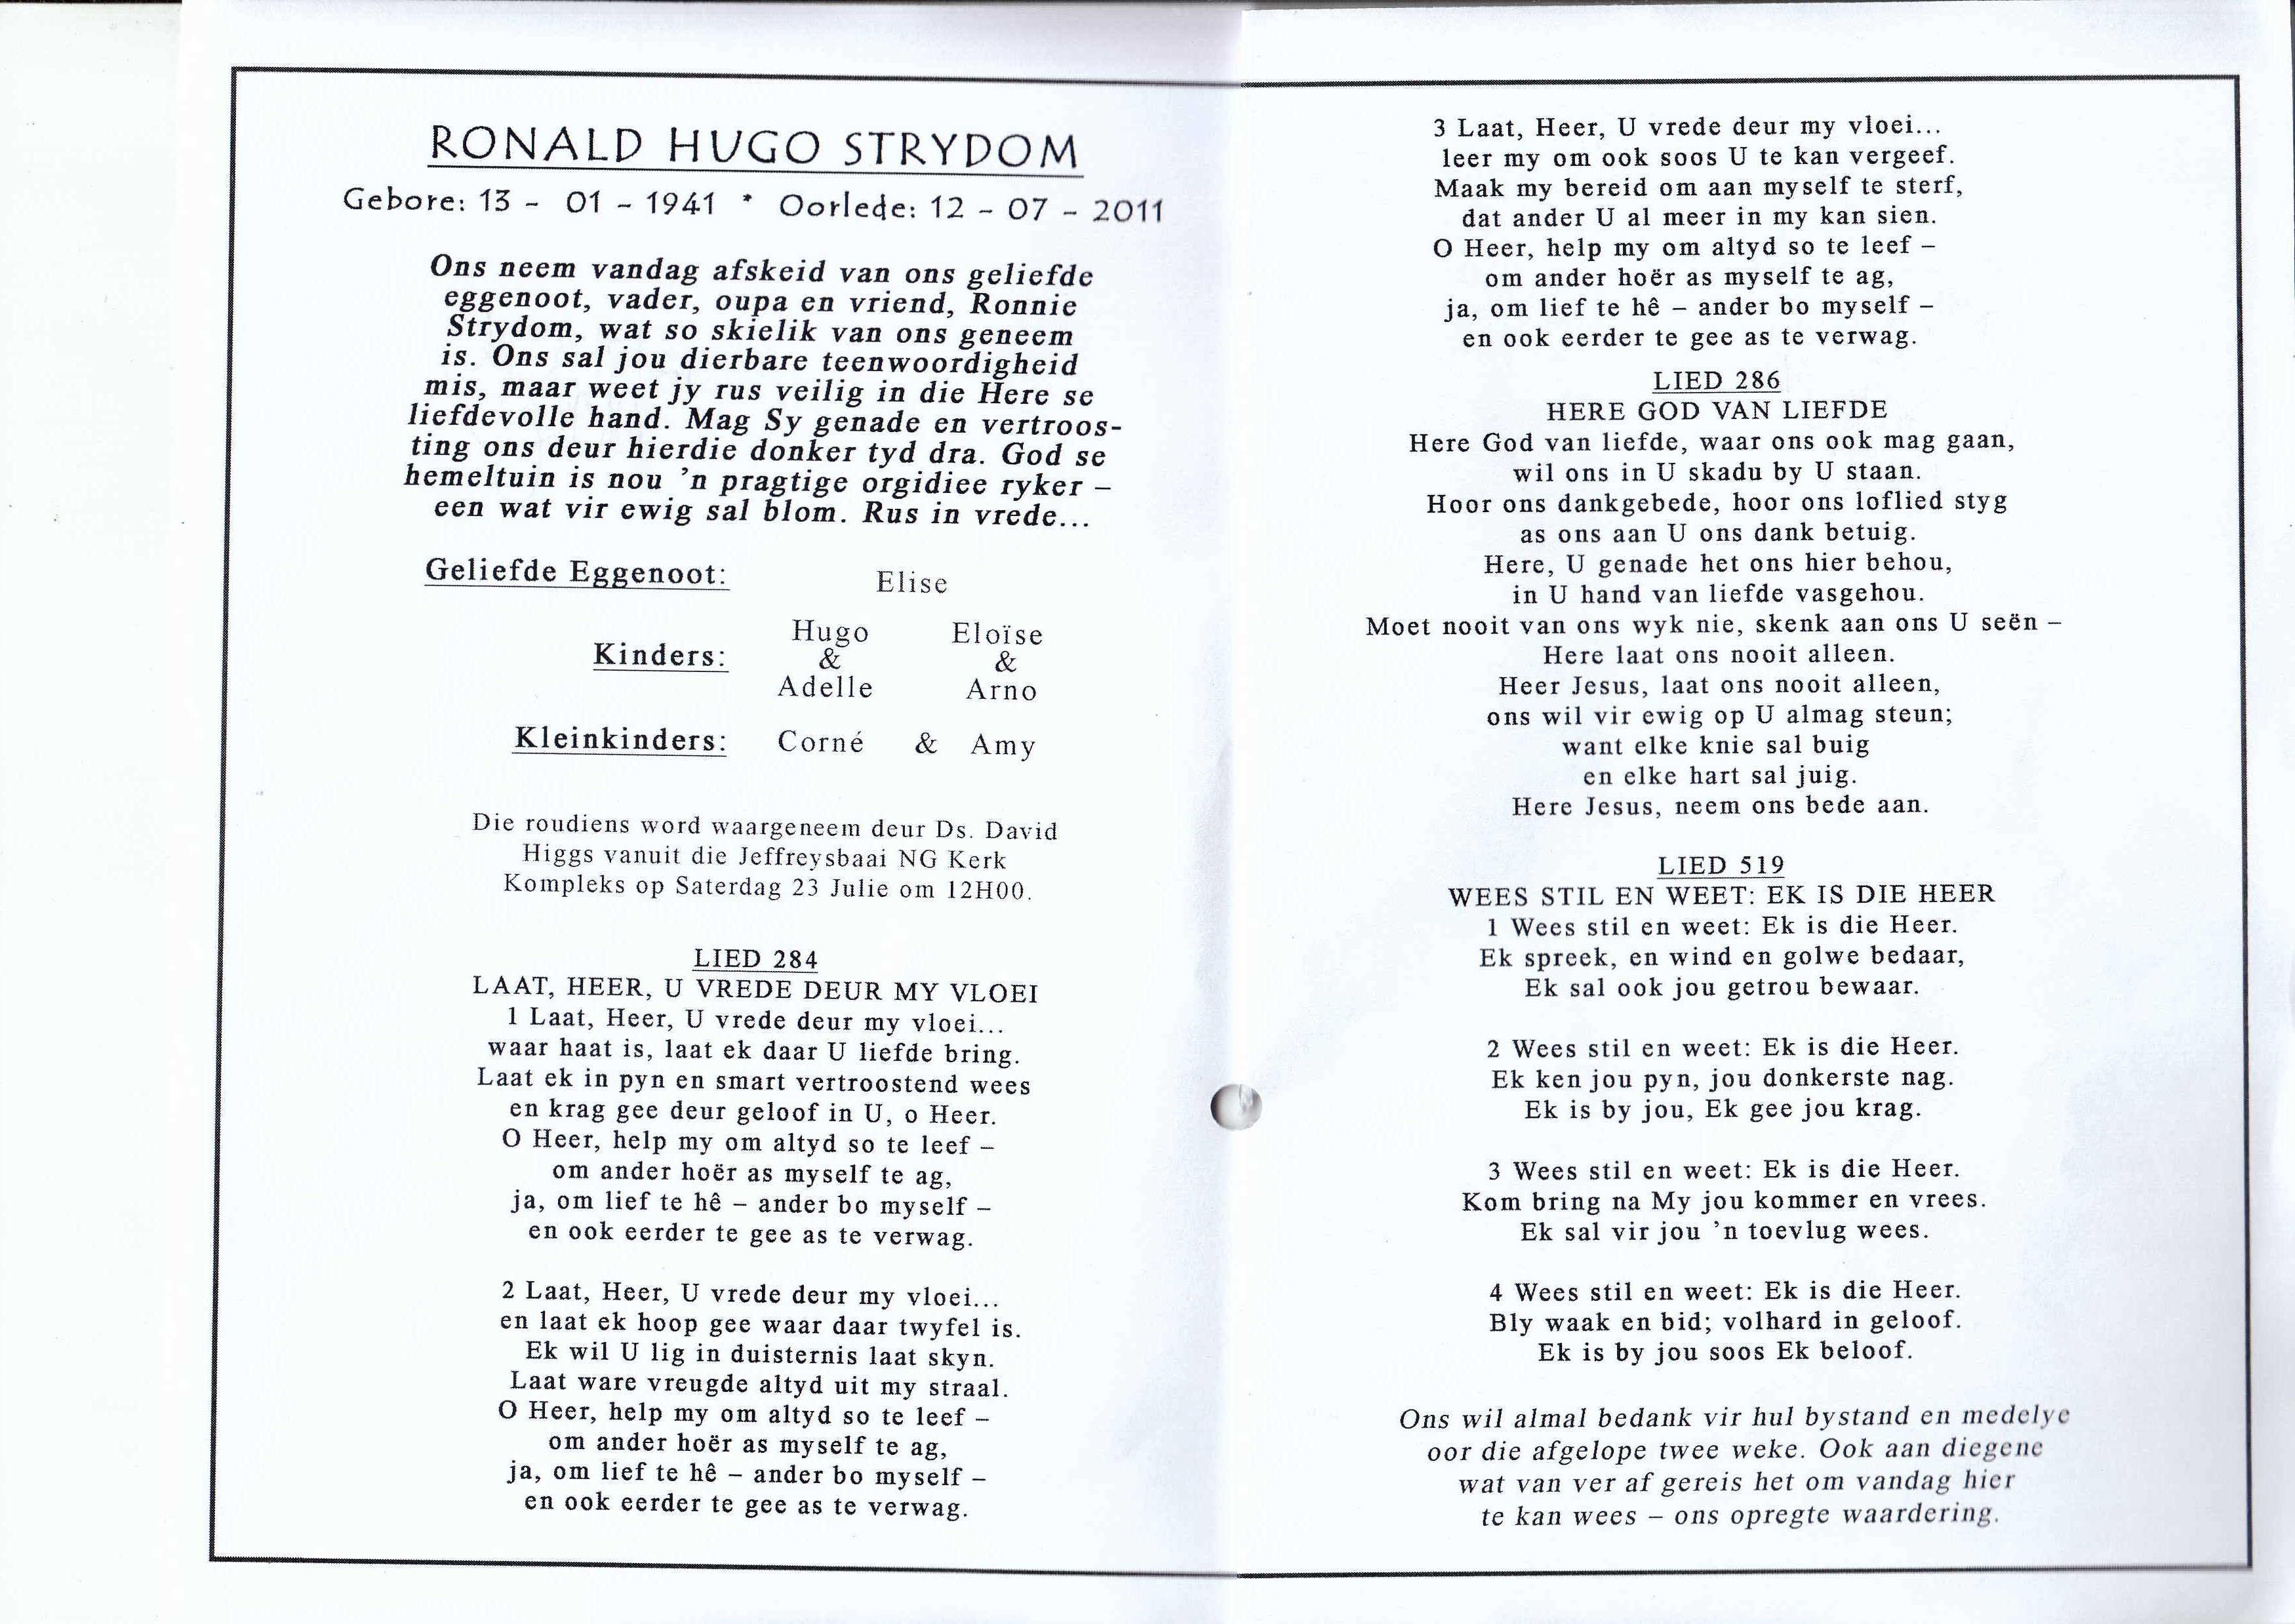 RONALD HUGO STRYDOM
Gebore: 13 - 01 - 1941 * Oorlede: 12 - 07 - 2011
Ons neem vandag afskeid van ons geliefde
eggenoot, vader, oupa en vriend, Ronnie
Strydom, wat so skielik van ons geneem
is. Ons sal jou dierbare teenwoordigheid
mis, maar weet jy rus veilig in die Here se
liefdevolle hand. Mag Sy genade en vertroos-
ting ons deur hierdie donker tyd dra. God se
hemeltuin is nou 'n pragtige orgidiee ryker –
een wat vir ewig sal blom. Rus in vrede...
Geliefde Eggenoot: Elise
Hugo Eloïse
Kinders: & &
Adelle Arno
Kleinkinders: Corné & Amy
Die roudiens word waargeneem deur Ds. David
Higgs vanuit die Jeffreysbaai NG Kerk
Kompleks op Saterdag 23 Julie om 12H00.
LIED 284
LAAT, HEER, U VREDE DEUR MY VLOEI
1 Laat, Heer, U vrede deur my vloei...
waar haat is, laat ek daar U liefde bring.
Laat ek in pyn en smart vertroostend wees
en krag gee deur geloof in U, o Heer.
O Heer, help my om altyd so te leef –
om ander hoër as myself te ag,
ja, om lief te hê – ander bo myself –
en ook eerder te gee as te verwag.
2 Laat, Heer, U vrede deur my vloei...
en laat ek hoop gee waar daar twyfel is.
Ek wil U lig in duisternis laat skyn.
Laat ware vreugde altyd uit my straal.
O Heer, help my om altyd so te leef –
om ander hoër as myself te ag,
ja, om lief te hê – ander bo myself –
en ook eerder te gee as te verwag.
3 Laat, Heer, U vrede deur my vloei...
leer my om ook soos U te kan vergeef.
Maak my bereid om aan myself te sterf,
dat ander U al meer in my kan sien.
O Heer, help my om altyd so te leef –
om ander hoër as myself te ag,
ja, om lief te hê – ander bo myself –
en ook eerder te gee as te verwag.
LIED 286
HERE GOD VAN LIEFDE
Here God van liefde, waar ons ook mag gaan,
wil ons in U skadu by U staan.
Hoor ons dankgebede, hoor ons loflied styg
as ons aan U ons dank betuig.
Here, U genade het ons hier behou,
in U hand van liefde vasgehou.
Moet nooit van ons wyk nie, skenk aan ons U seën –
Here laat ons nooit alleen.
Heer Jesus, laat ons nooit alleen,
ons wil vir ewig op U almag steun;
want elke knie sal buig
en elke hart sal juig.
Here Jesus, neem ons bede aan.
LIED 519
WEES STIL EN WEET: EK IS DIE HEER
1 Wees stil en weet: Ek is die Heer.
Ek spreek, en wind en golwe bedaar,
Ek sal ook jou getrou bewaar.
2 Wees stil en weet: Ek is die Heer.
Ek ken jou pyn, jou donkerste nag.
Ek is by jou, Ek gee jou krag.
3 Wees stil en weet: Ek is die Heer.
Kom bring na My jou kommer en vrees.
Ek sal vir jou 'n toevlug wees.
4 Wees stil en weet: Ek is die Heer.
Bly waak en bid; volhard in geloof.
Ek is by jou soos Ek beloof.
Ons wil almal bedank vir hul bystand en medelye
oor die afgelope twee weke. Ook aan diegene
wat van ver af gereis het om vandag hier
te kan wees – ons opregte waardering.